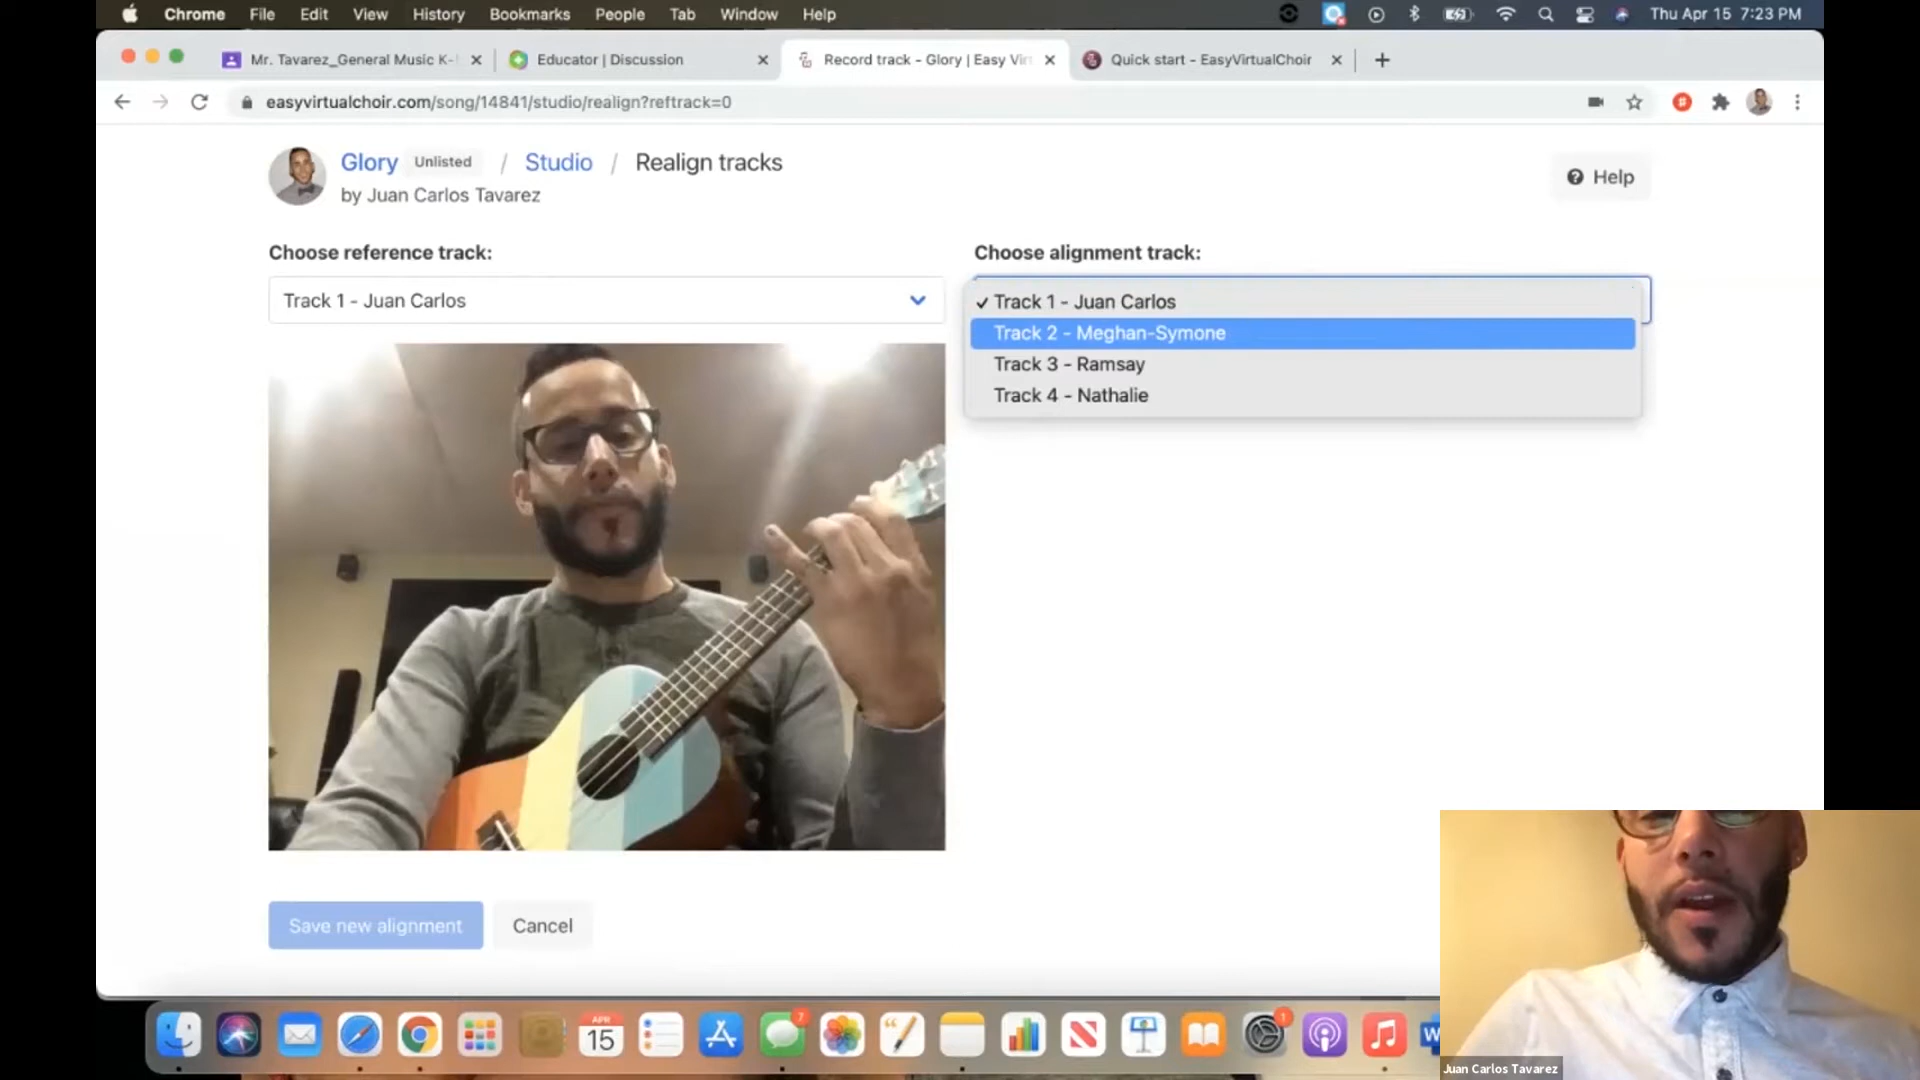 Chrome File Edit View History Bookmarks People Tab Window Help Thu Apr 15 7:23 PM
Mr. Tavarez_General Music K- Educator | Discussion Record track - Glory | Easy Vir Quick start - EasyVirtualChoir
easyvirtualchoir.com/song/14841/studio/realign?reftrack=0
Glory Unlisted / Studio / Realign tracks
by Juan Carlos Tavarez
Help
Choose reference track:
Track 1 - Juan Carlos
Choose alignment track:
✓ Track 1 - Juan Carlos
Track 2 - Meghan-Symone
Track 3 - Ramsay
Track 4 - Nathalie
Save new alignment Cancel
APR
15
7
1
W
Juan Carlos Tavarez